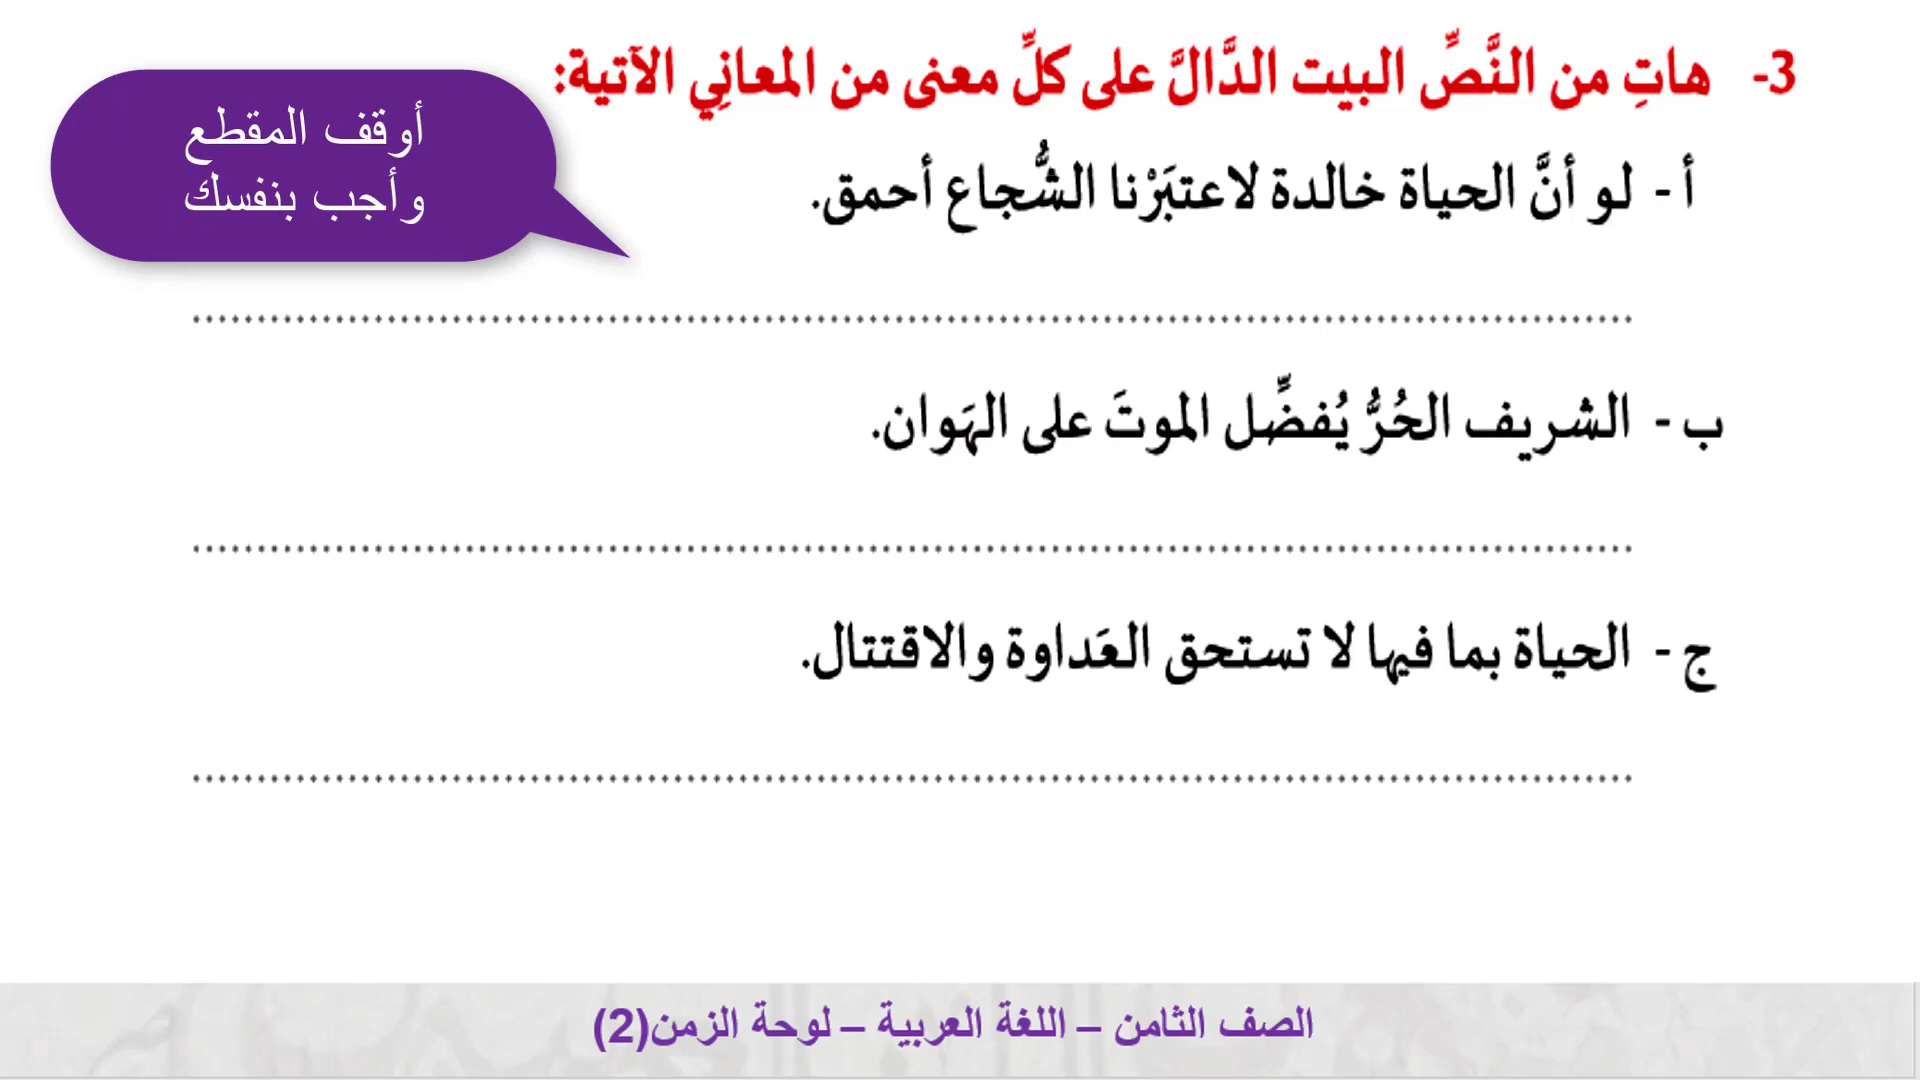 3- هاتِ من النَّصِّ البيت الدَّالَّ على كلِّ معنى من المعانِي الآتية:
أوقف المقطع
وأجب بنفسك
أ - لو أنَّ الحياة خالدة لاعتبَرْنا الشُّجاع أحمق.
ب - الشريف الحُرُّ يُفضِّل الموتَ على الهَوان.
ج - الحياة بما فيها لا تستحق العَداوة والاقتتال.
الصف الثامن – اللغة العربية – لوحة الزمن(2)